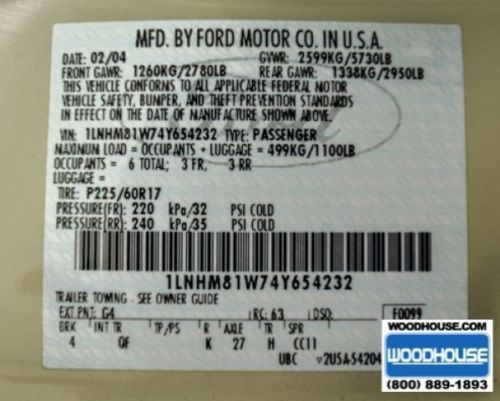 MFD. BY FORD MOTOR CO. IN U.S.A.
DATE: 02/04 GVWR: 2599KG/5730LB
FRONT GAWR: 1260KG/2780LB REAR GAWR: 1338KG/2950LB
THIS VEHICLE CONFORMS TO ALL APPLICABLE FEDERAL MOTOR
VEHICLE SAFETY, BUMPER, AND THEFT PREVENTION STANDARDS
IN EFFECT ON THE DATE OF MANUFACTURE SHOWN ABOVE.
VIN: 1LNHM81W74Y654232 TYPE: PASSENGER
MAXIMUM LOAD = OCCUPANTS + LUGGAGE = 499KG/1100LB
OCCUPANTS = 6 TOTAL; 3 FR, 3 RR
LUGGAGE =
TIRE: P225/60R17
PRESSURE(FR): 220 kPa/32 PSI COLD
PRESSURE(RR): 240 kPa/35 PSI COLD
1LNHM81W74Y654232
TRAILER TOWING - SEE OWNER GUIDE
EXT PNT: G4 RC: 63 DSO: F0099
BRK INT TR TP/PS R AXLE TR SPR
4 QF K 27 H CC11
UBC 2U5A-54204
WOODHOUSE.COM
WOODHOUSE
(800) 889-1893